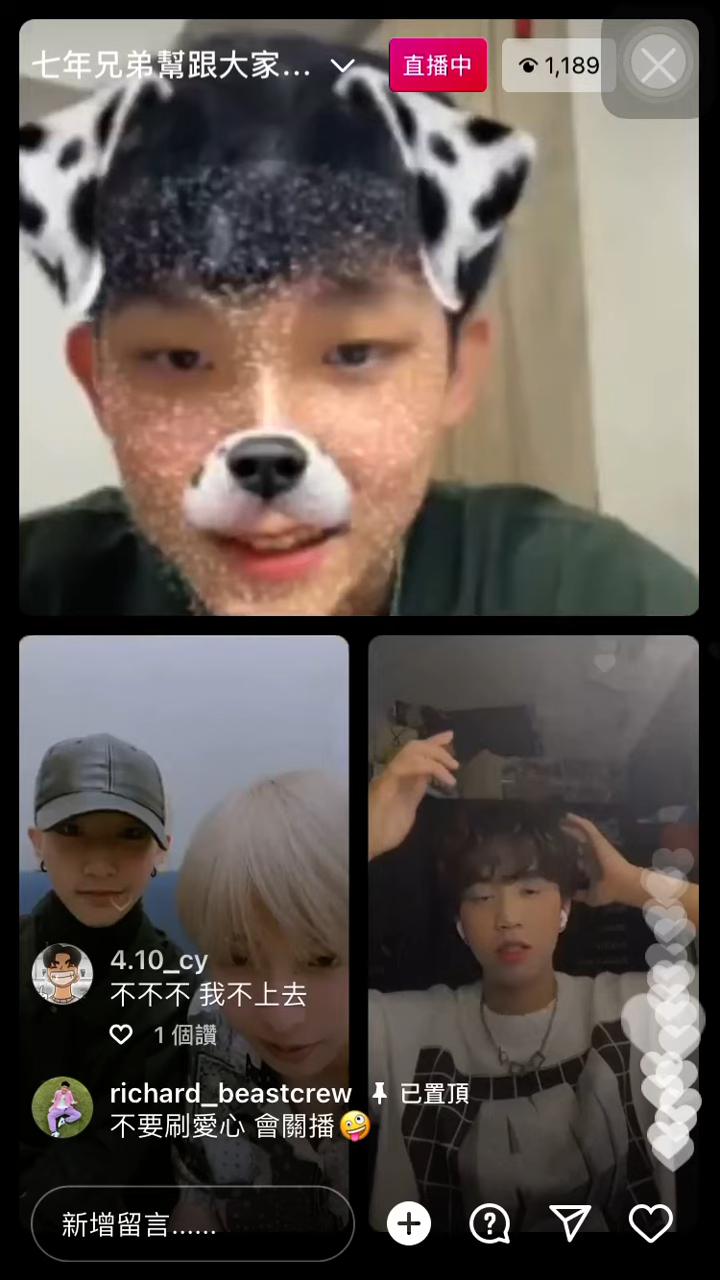 七年兄弟幫跟大家...
直播中
1,189
4.10_cy
不不不 我不上去
1 個讚
richard_beastcrew 已置頂
不要刷愛心 會關播🤪
新增留言......